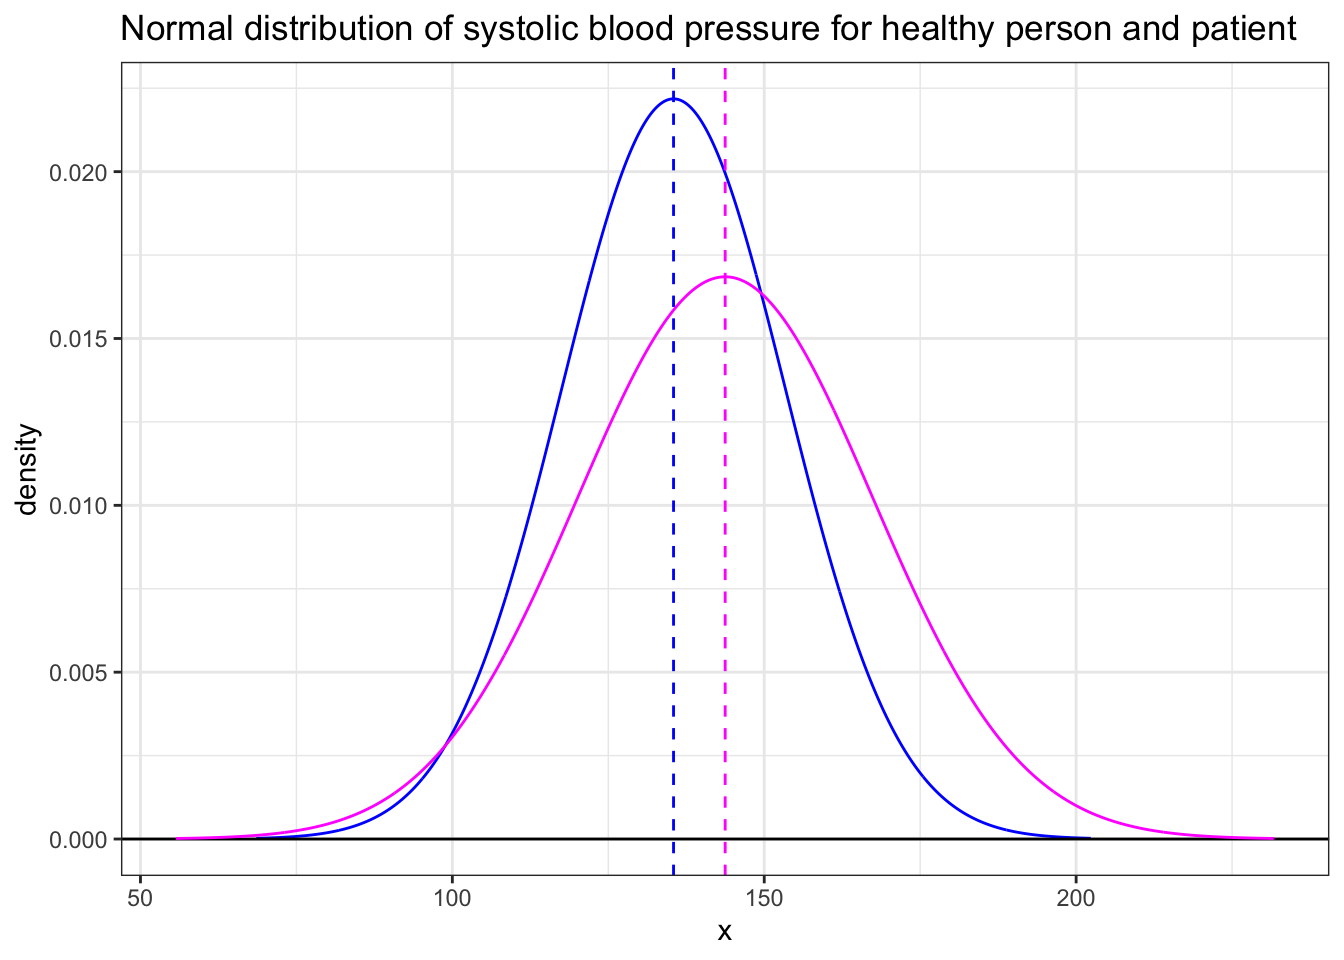 Normal distribution of systolic blood pressure for healthy person and patient
0.020
0.015
0.010
0.005
0.000
density
50 100 150 200
x